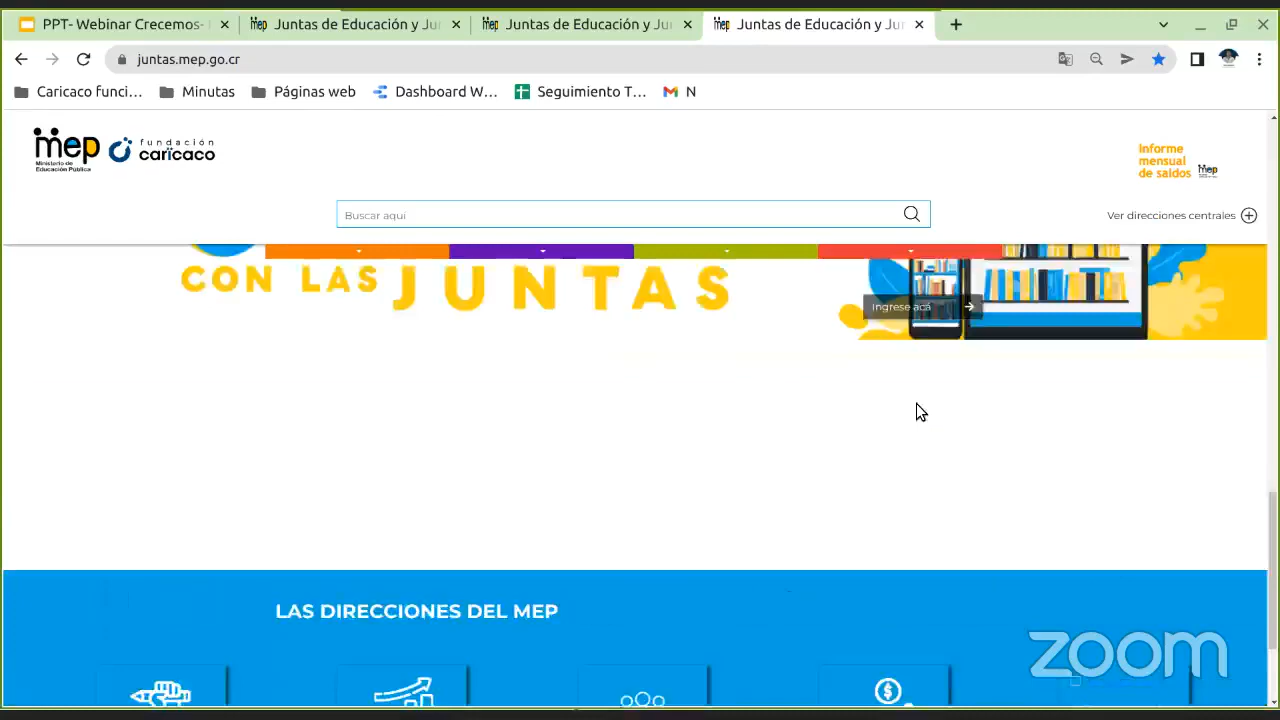 PPT- Webinar Crecemos-
Juntas de Educación y Ju
Juntas de Educación y Ju
Juntas de Educación y Ju
juntas.mep.go.cr
Caricaco funci...
Minutas
Páginas web
Dashboard W...
Seguimiento T...
N
mep
Ministerio de
Educación Pública
fundación
caricaco
Informe
mensual
de saldos
mep
Buscar aquí
Ver direcciones centrales
CON LAS JUNTAS
Ingrese acá
LAS DIRECCIONES DEL MEP
zoom